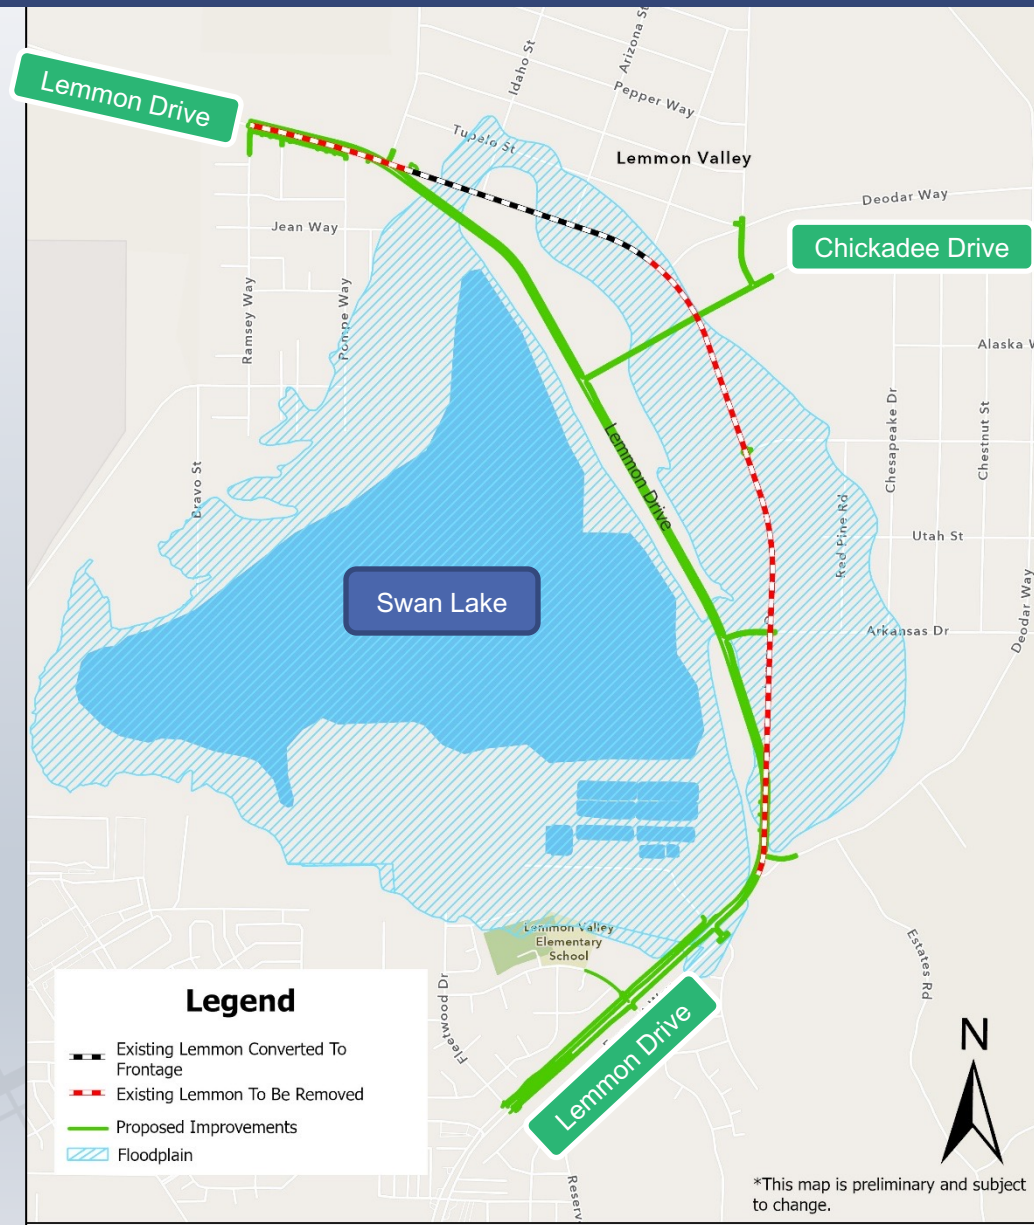 Lemmon Drive
Idaho St
Arizona St
Pepper Way
Tupelo St
Lemmon Valley
Deodar Way
Jean Way
Chickadee Drive
Ramsey Way
Pompe Way
Alaska W
Chesapeake Dr
Chestnut St
Lemmon Drive
Bravo St
Red Pine Rd
Utah St
Swan Lake
Arkansas Dr
Deodar Way
Lemmon Valley
Elementary
School
Estates Rd
Fleetwood Dr
Lemmon Drive
Reserv
Legend
Existing Lemmon Converted To
Frontage
Existing Lemmon To Be Removed
Proposed Improvements
Floodplain
N
*This map is preliminary and subject
to change.